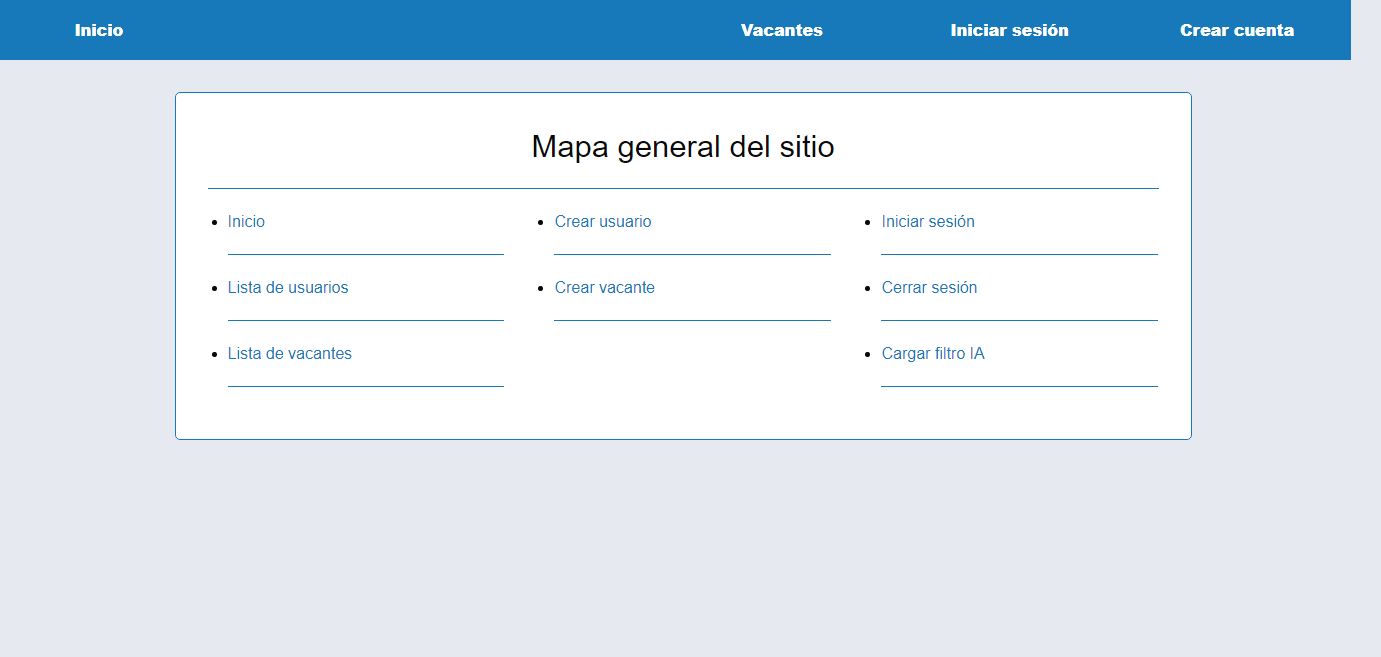 Inicio Vacantes Iniciar sesión Crear cuenta
Mapa general del sitio
Inicio
Lista de usuarios
Lista de vacantes
Crear usuario
Crear vacante
Iniciar sesión
Cerrar sesión
Cargar filtro IA